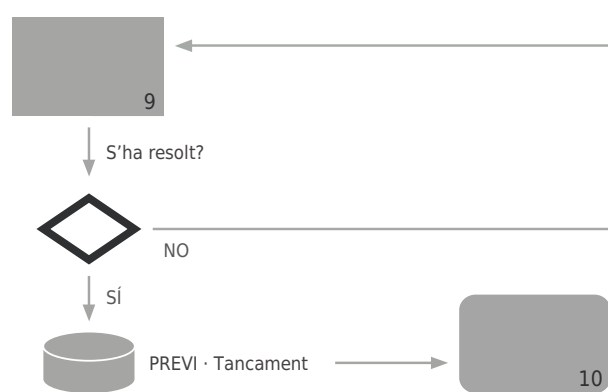 9
S’ha resolt?
NO
SÍ
PREVI · Tancament
10